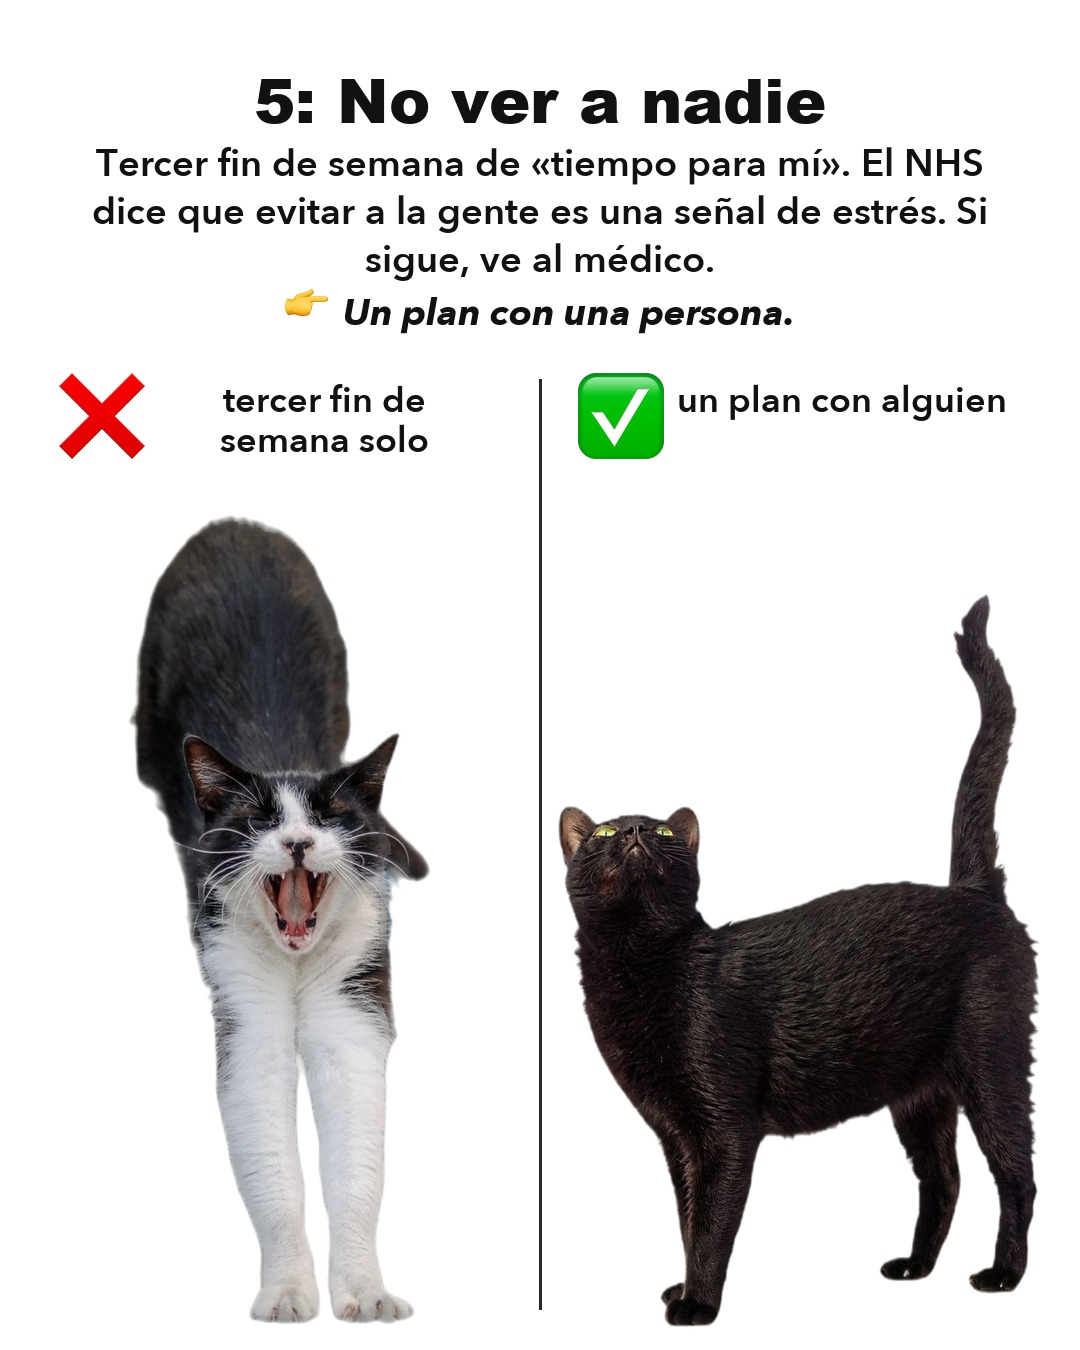 5: No ver a nadie
Tercer fin de semana de «tiempo para mí». El NHS
dice que evitar a la gente es una señal de estrés. Si
sigue, ve al médico.
👉 Un plan con una persona.
❌ tercer fin de
semana solo
✅ un plan con alguien